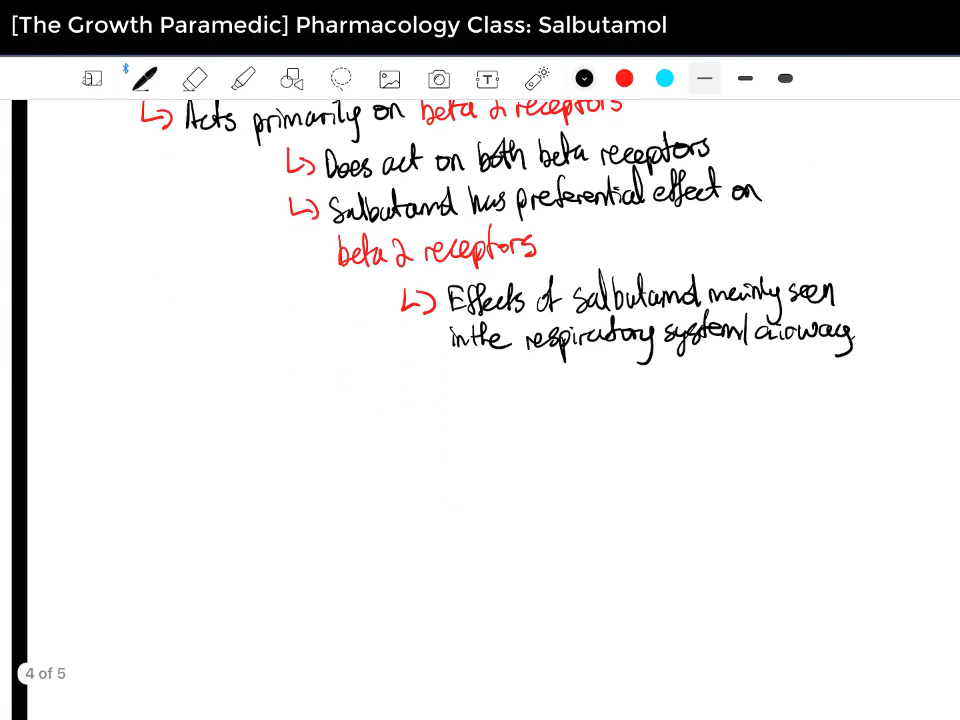 [The Growth Paramedic] Pharmacology Class: Salbutamol
↳ Acts primarily on beta 2 receptors
↳ Does act on both beta receptors
↳ Salbutamol has preferential effect on
beta 2 receptors
↳ Effects of salbutamol mainly seen
in the respiratory system/airway
4 of 5